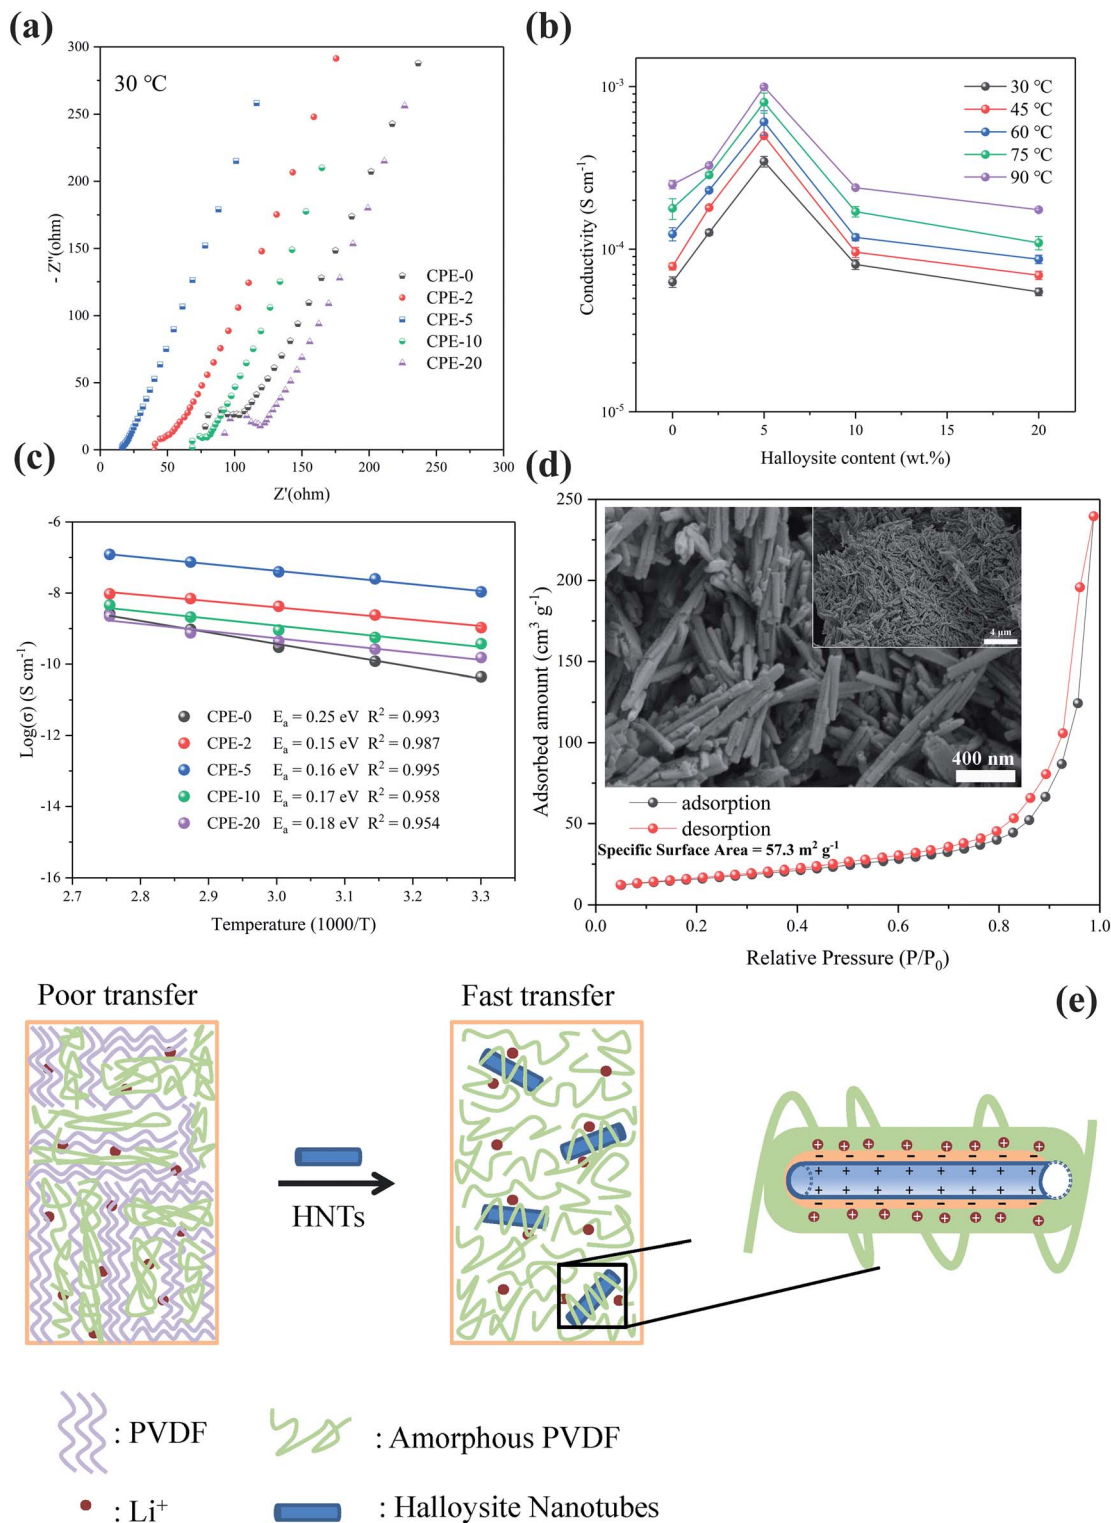 (a)
300
250
200
150
100
50
0
- Z"(ohm)
30 ℃
CPE-0
CPE-2
CPE-5
CPE-10
CPE-20
0 50 100 150 200 250 300
Z'(ohm)
(b)
10⁻³
10⁻⁴
10⁻⁵
Conductivity (S cm⁻¹)
30 ℃
45 ℃
60 ℃
75 ℃
90 ℃
0 5 10 15 20
Halloysite content (wt.%)
(c)
-6
-8
-10
-12
-14
-16
Log(σ) (S cm⁻¹)
CPE-0 Eₐ = 0.25 eV R² = 0.993
CPE-2 Eₐ = 0.15 eV R² = 0.987
CPE-5 Eₐ = 0.16 eV R² = 0.995
CPE-10 Eₐ = 0.17 eV R² = 0.958
CPE-20 Eₐ = 0.18 eV R² = 0.954
2.7 2.8 2.9 3.0 3.1 3.2 3.3
Temperature (1000/T)
(d)
250
200
150
100
50
0
Adsorbed amount (cm³ g⁻¹)
4 μm
400 nm
adsorption
desorption
Specific Surface Area = 57.3 m² g⁻¹
0.0 0.2 0.4 0.6 0.8 1.0
Relative Pressure (P/P₀)
(e)
Poor transfer
Fast transfer
HNTs
+ + + + + + + + +
- - - - - - - - -
+ + + + + + + +
+ + + + + + + +
- - - - - - - - -
+ + + + + + + +
: PVDF
: Amorphous PVDF
: Li⁺
: Halloysite Nanotubes